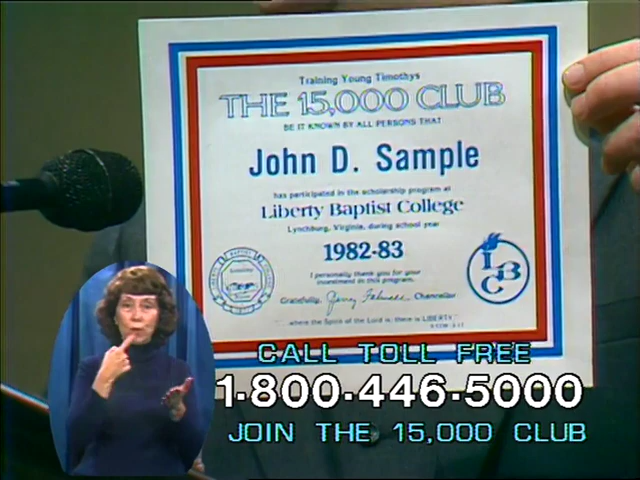 Training Young Timothys
THE 15,000 CLUB
BE IT KNOWN BY ALL PERSONS THAT
John D. Sample
has participated in the scholarship program at
Liberty Baptist College
Lynchburg, Virginia, during school year
1982-83
I personally thank you for your
investment in this program.
Gratefully, Jerry Falwell Chancellor
where the Spirit of the Lord is there is LIBERTY
LBC
CALL TOLL FREE
1·800·446·5000
JOIN THE 15,000 CLUB